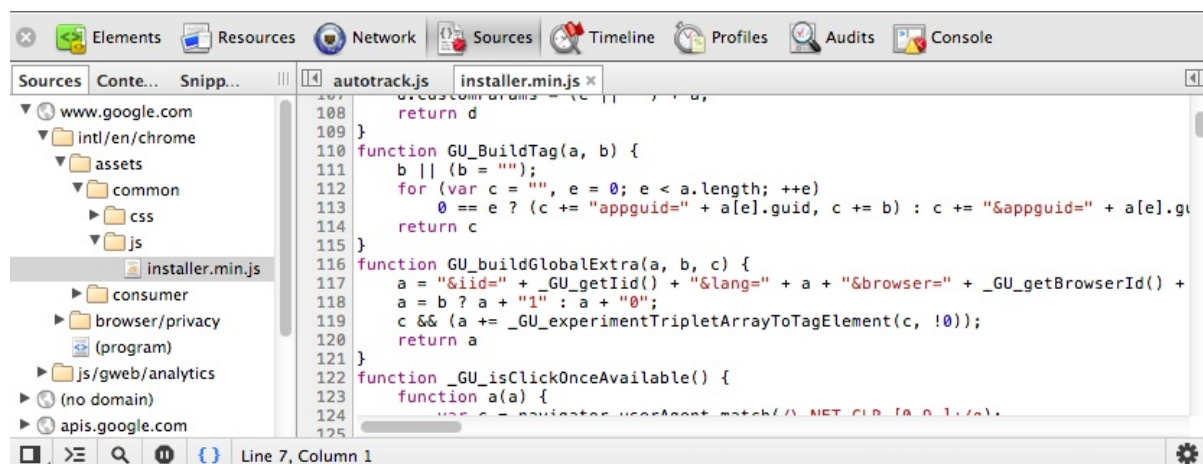 Elements Resources Network Sources Timeline Profiles Audits Console
Sources Conte... Snipp... autotrack.js installer.min.js ×
www.google.com
intl/en/chrome
assets
common
css
js
installer.min.js
consumer
browser/privacy
(program)
js/gweb/analytics
(no domain)
apis.google.com
108 return d
109 }
110 function GU_BuildTag(a, b) {
111 b || (b = "");
112 for (var c = "", e = 0; e < a.length; ++e)
113 0 == e ? (c += "appguid=" + a[e].guid, c += b) : c += "&appguid=" + a[e].gu
114 return c
115 }
116 function GU_buildGlobalExtra(a, b, c) {
117 a = "&iid=" + _GU_getIid() + "&lang=" + a + "&browser=" + _GU_getBrowserId() +
118 a = b ? a + "1" : a + "0";
119 c && (a += _GU_experimentTripletArrayToTagElement(c, !0));
120 return a
121 }
122 function _GU_isClickOnceAvailable() {
123 function a(a) {
124
125
{ } Line 7, Column 1